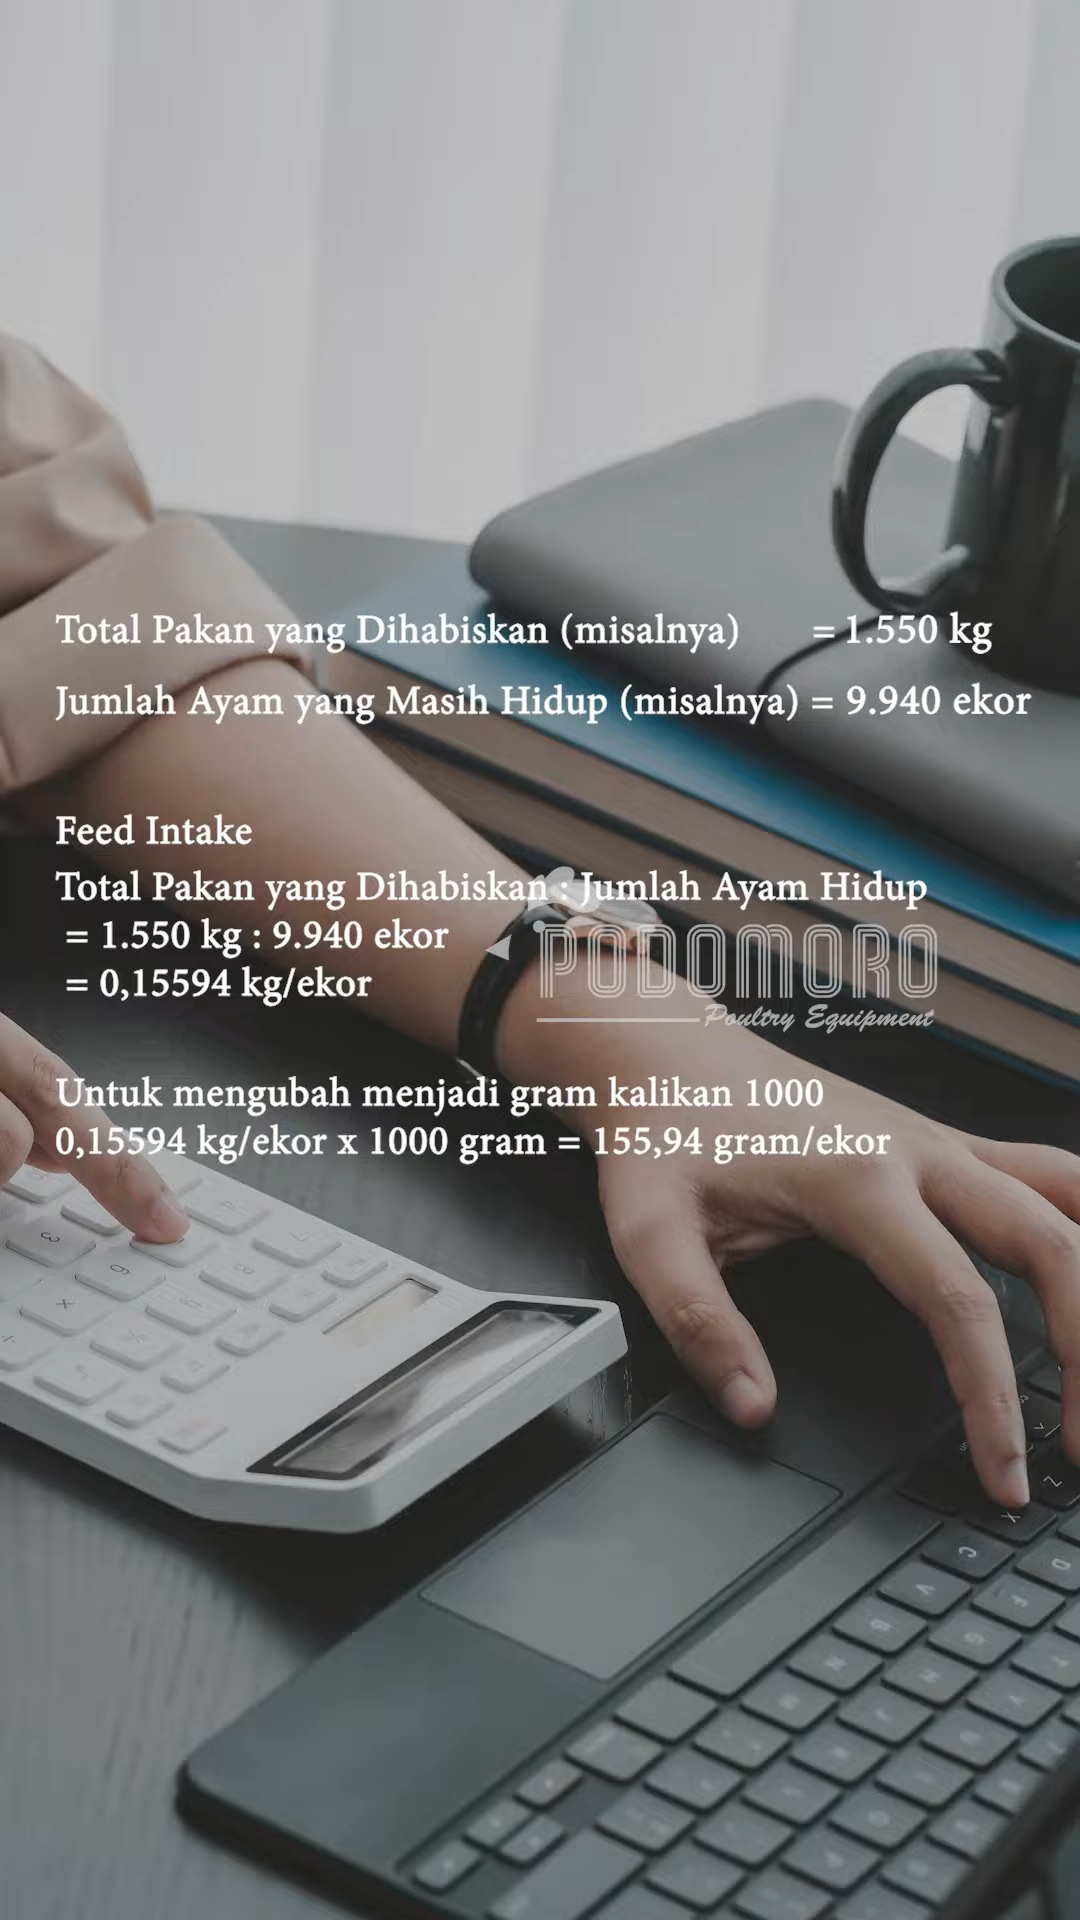 Total Pakan yang Dihabiskan (misalnya) = 1.550 kg
Jumlah Ayam yang Masih Hidup (misalnya) = 9.940 ekor
Feed Intake
Total Pakan yang Dihabiskan : Jumlah Ayam Hidup
= 1.550 kg : 9.940 ekor
= 0,15594 kg/ekor
PODOMORO
Poultry Equipment
Untuk mengubah menjadi gram kalikan 1000
0,15594 kg/ekor x 1000 gram = 155,94 gram/ekor